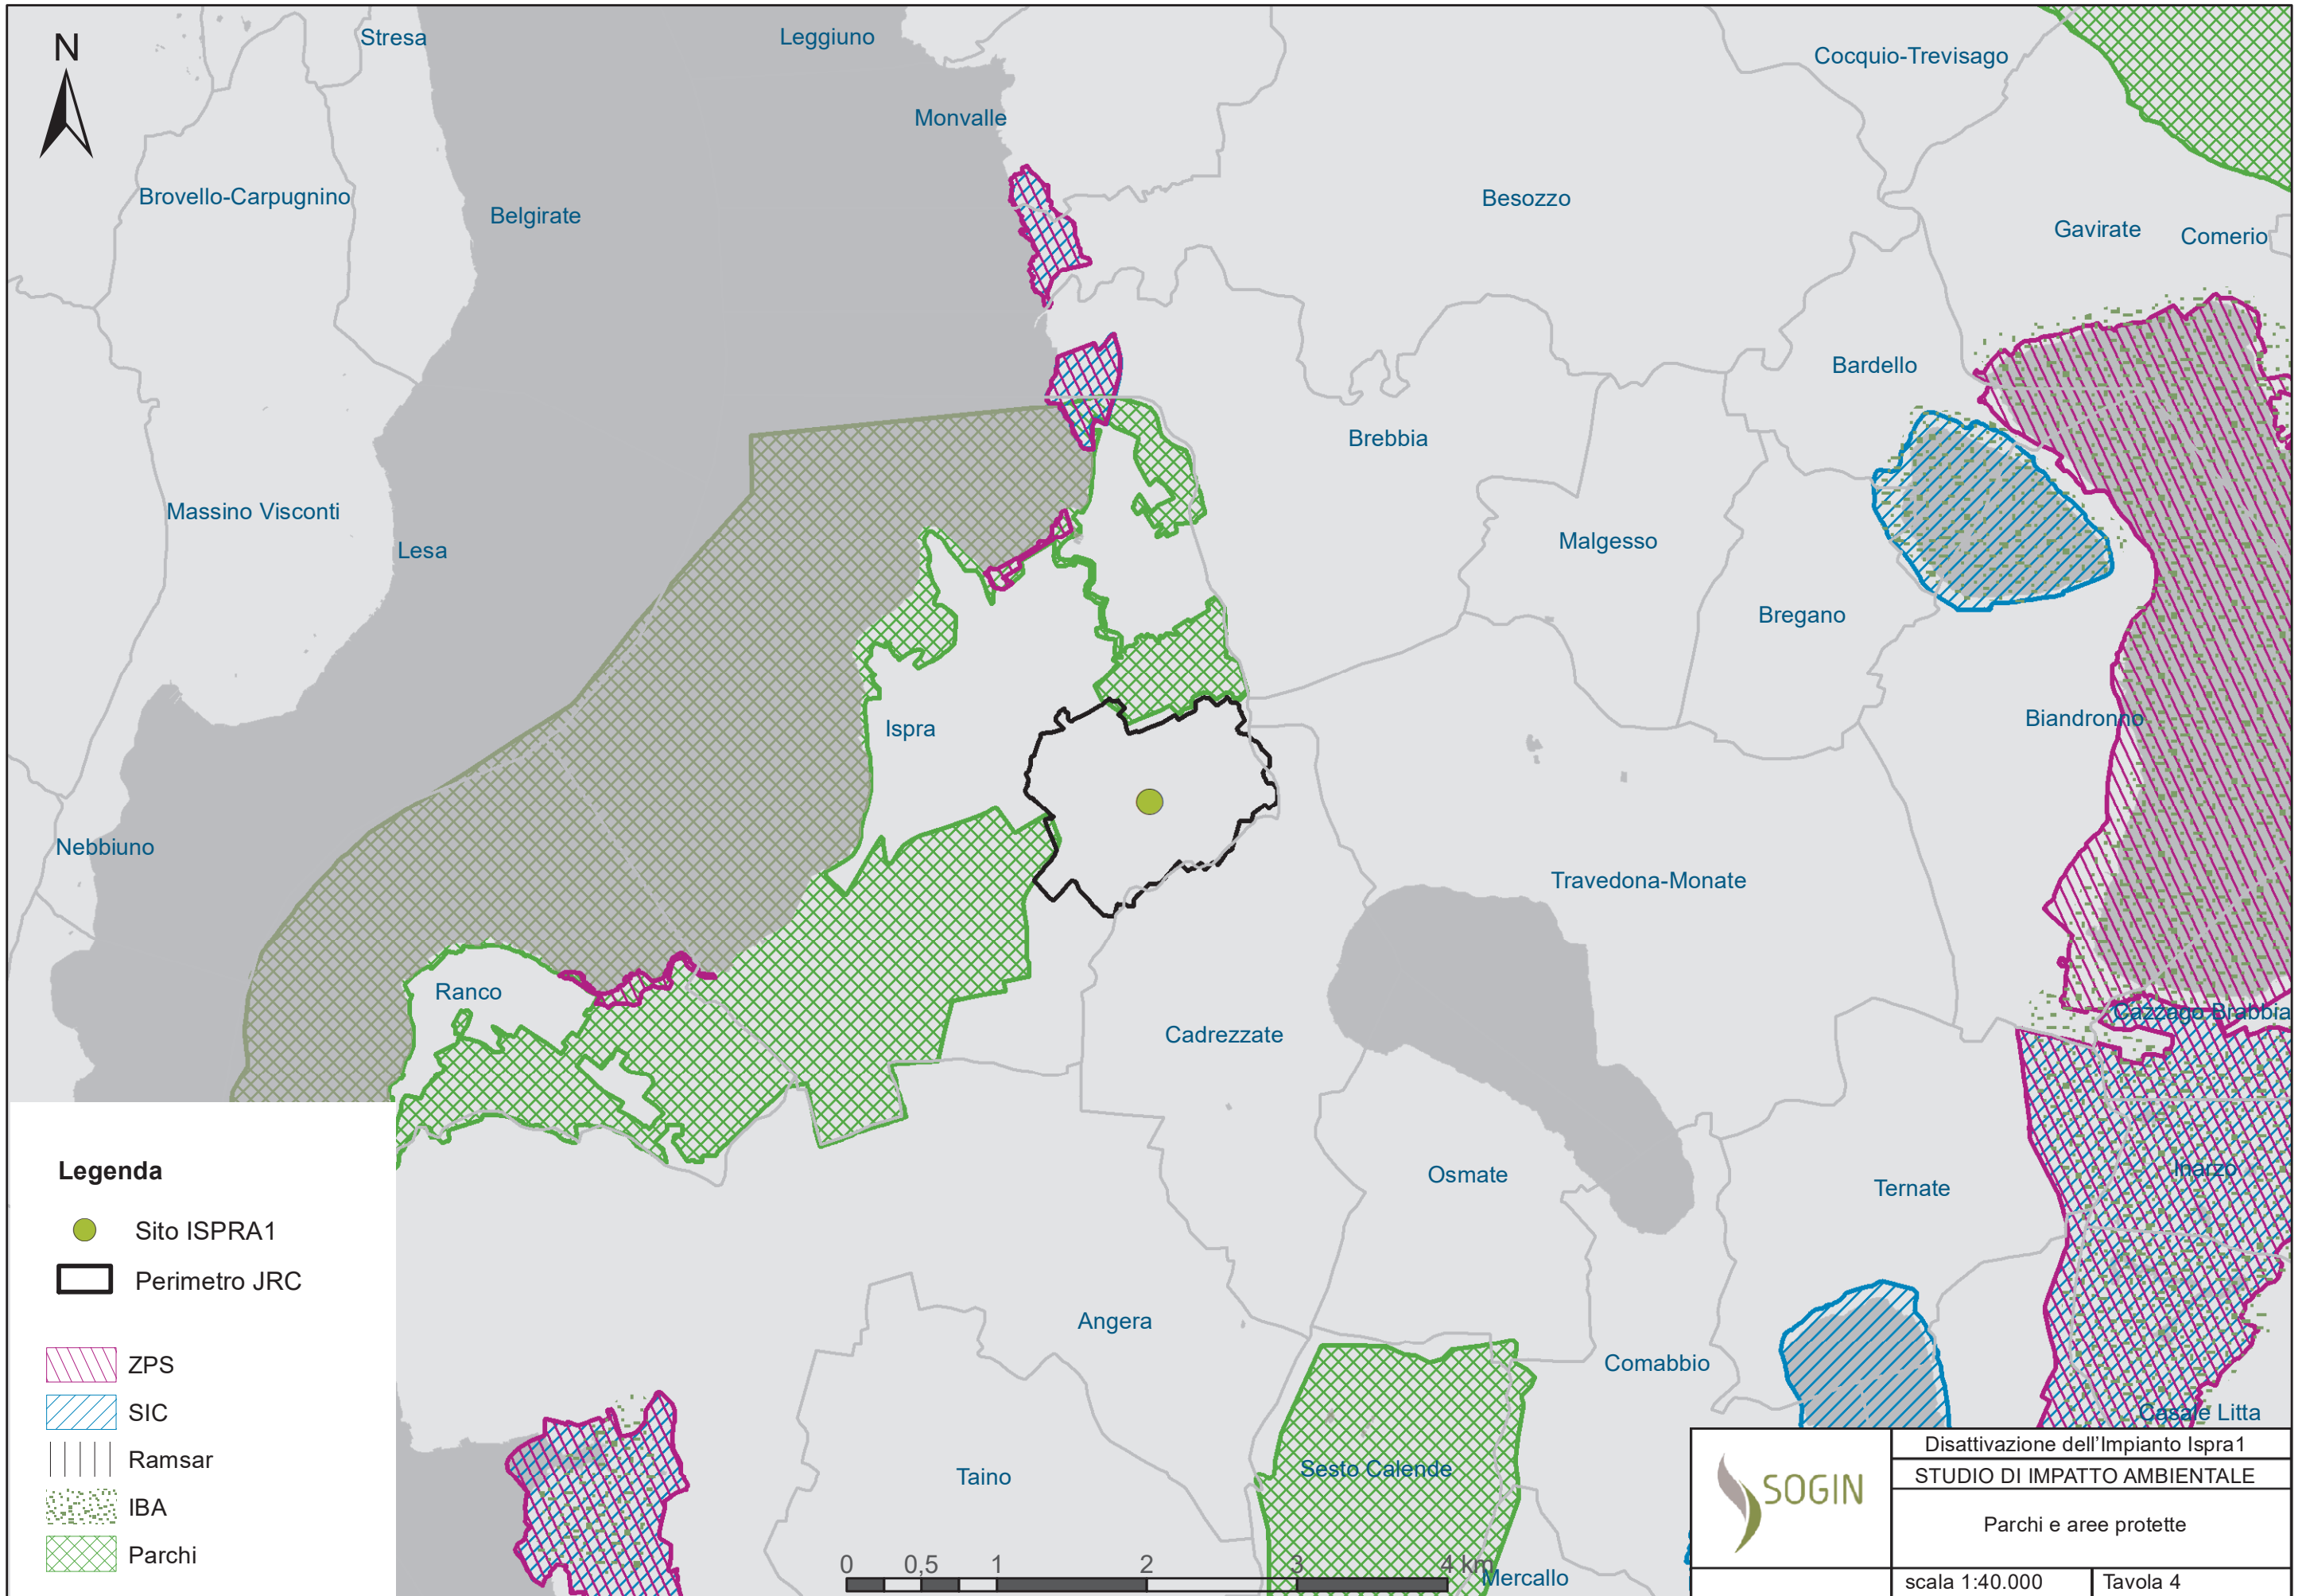 N
Stresa
Leggiuno
Cocquio-Trevisago
Monvalle
Brovello-Carpugnino
Belgirate
Besozzo
Gavirate
Comerio
Bardello
Brebbia
Massino Visconti
Lesa
Malgesso
Bregano
Ispra
Biandronno
Nebbiuno
Travedona-Monate
Ranco
Cazzago Brabbia
Cadrezzate
Inarzo
Osmate
Ternate
Angera
Comabbio
Casale Litta
Sesto Calende
Taino
Mercallo
Legenda
Sito ISPRA1
Perimetro JRC
ZPS
SIC
Ramsar
IBA
Parchi
0 0,5 1 2 3 4 km
SOGIN
Disattivazione dell'Impianto Ispra1
STUDIO DI IMPATTO AMBIENTALE
Parchi e aree protette
scala 1:40.000
Tavola 4